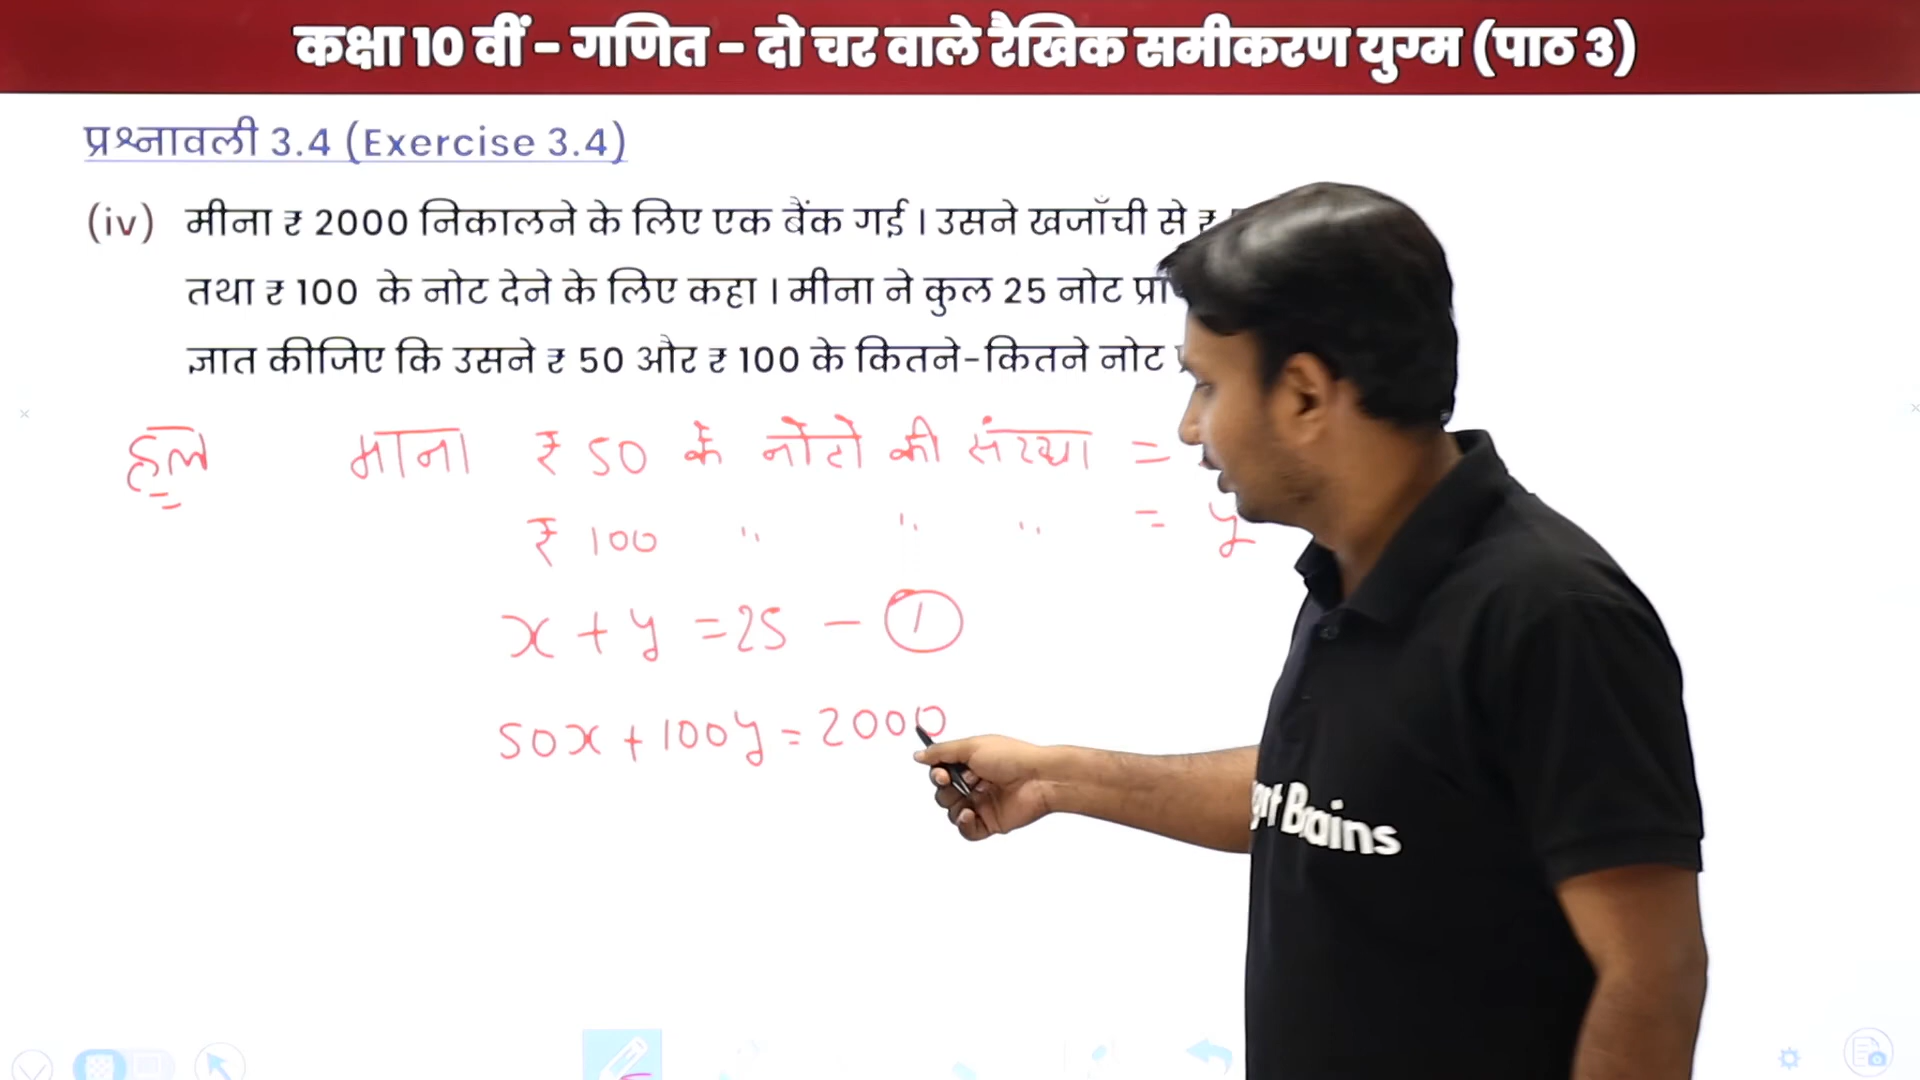 कक्षा 10 वीं - गणित - दो चर वाले रैखिक समीकरण युग्म (पाठ 3)
प्रश्नावली 3.4 (Exercise 3.4)
(iv) मीना ₹ 2000 निकालने के लिए एक बैंक गई । उसने खजाँची से ₹
तथा ₹ 100 के नोट देने के लिए कहा । मीना ने कुल 25 नोट
ज्ञात कीजिए कि उसने ₹ 50 और ₹ 100 के कितने-कितने नोट
हल माना ₹ 50 के नोटो की संख्या =
₹ 100 " " " = y
x + y = 25 - 1
50x + 100y = 2000
Brains